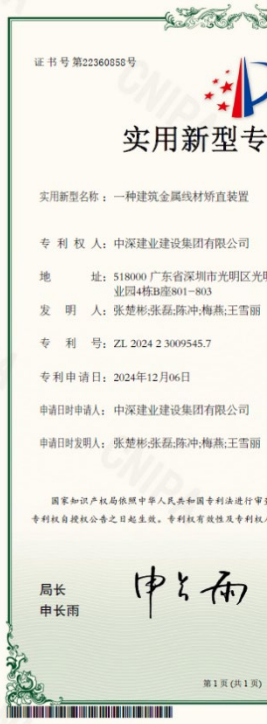 证书号第22360858号
实用新型专
实用新型名称：一种建筑金属线材矫直装置
专利权人：中深建业建设集团有限公司
地址：518000 广东省深圳市光明区光明
业园4栋B座801-803
发明人：张楚彬;张磊;陈冲;梅燕;王雪丽
专利号：ZL 2024 2 3009545.7
专利申请日：2024年12月06日
申请日时申请人：中深建业建设集团有限公司
申请日时发明人：张楚彬;张磊;陈冲;梅燕;王雪丽
国家知识产权局依照中华人民共和国专利法进行审
专利权自授权公告之日起生效。专利权有效性及专利权人
局长
申长雨
申长雨
第1页(共1页)
CNIPA
CNIPA